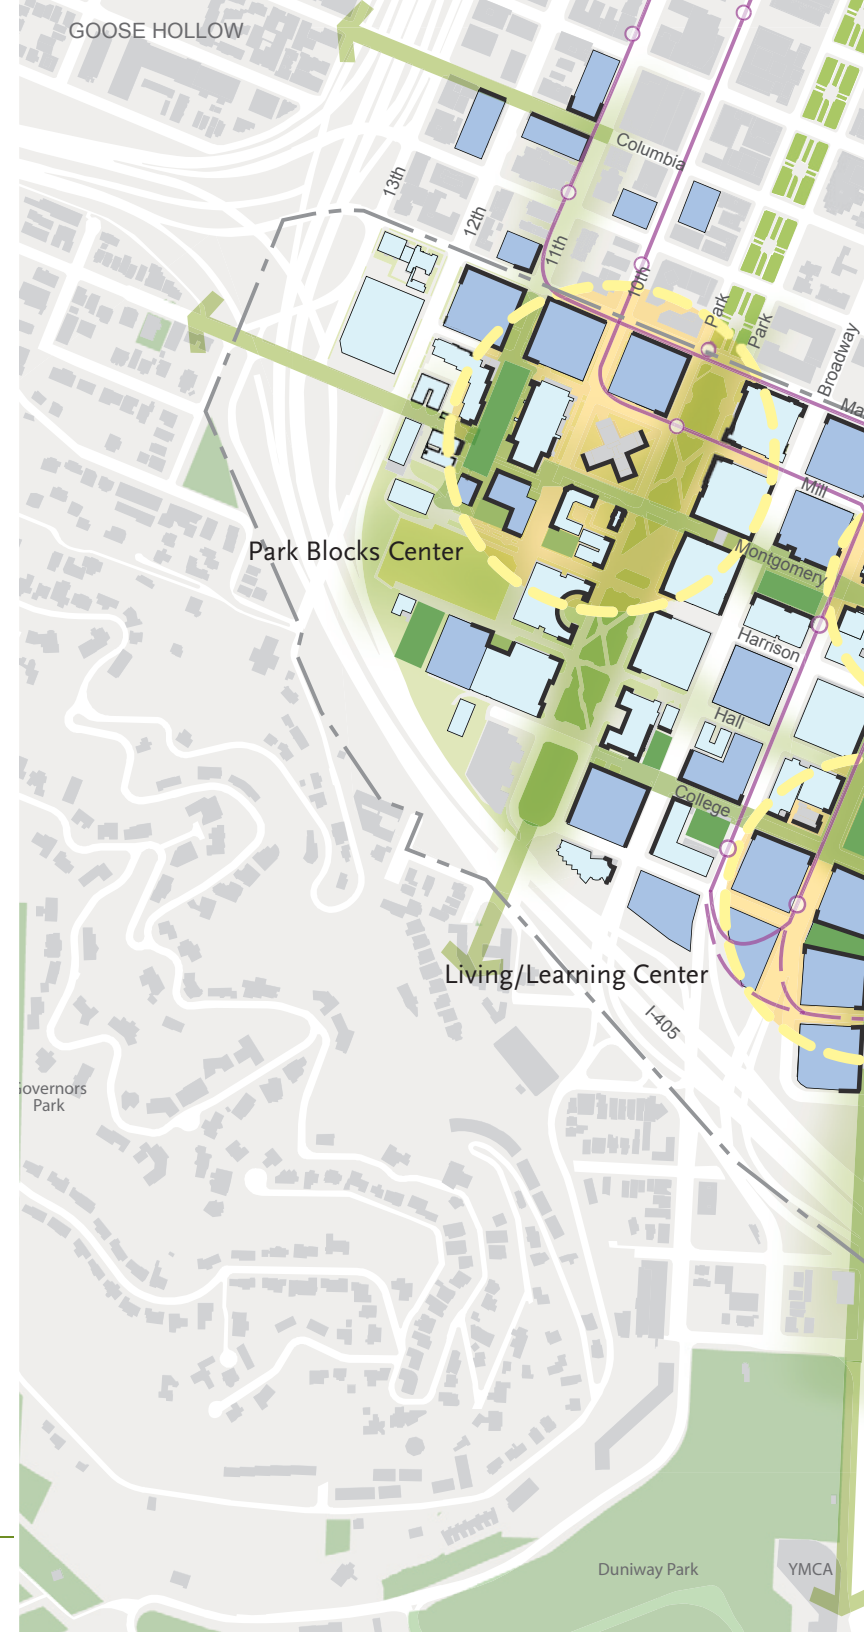 GOOSE HOLLOW
Columbia
13th
12th
11th
10th
Park
Park
Broadway
Ma
Mill
Montgomery
Park Blocks Center
Harrison
Hall
College
Living/Learning Center
I-405
overnors
Park
Duniway Park
YMCA